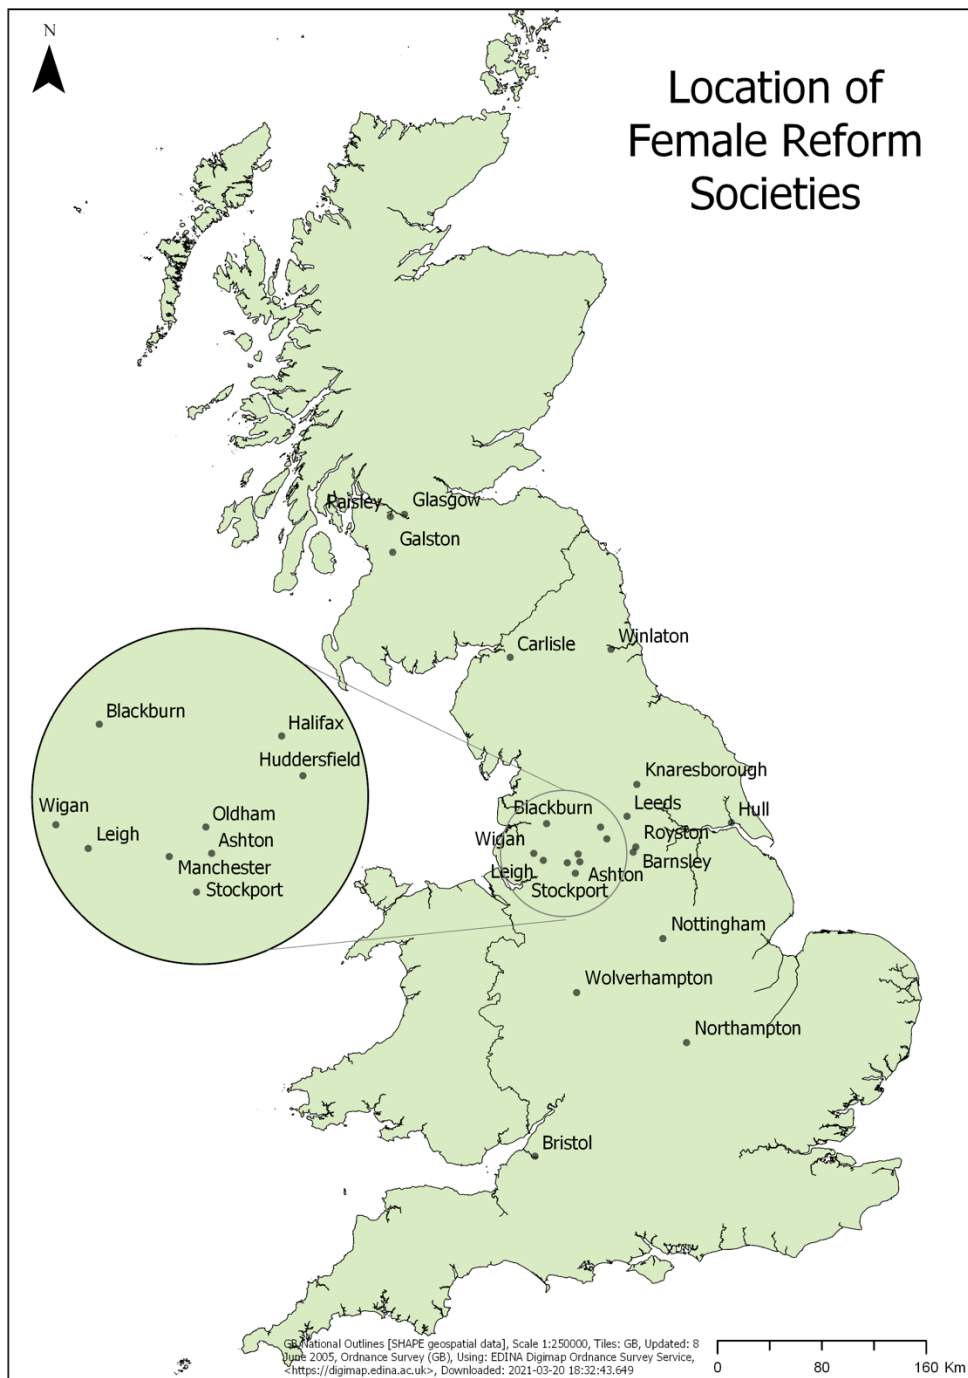 N
Location of
Female Reform
Societies
Paisley
Glasgow
Galston
Carlisle
Winlaton
Blackburn
Halifax
Huddersfield
Wigan
Oldham
Leigh
Ashton
Manchester
Stockport
Knaresborough
Blackburn
Leeds
Hull
Wigan
Royston
Barnsley
Leigh
Ashton
Stockport
Nottingham
Wolverhampton
Northampton
Bristol
GB National Outlines [SHAPE geospatial data], Scale 1:250000, Tiles: GB, Updated: 8
June 2005, Ordnance Survey (GB), Using: EDINA Digimap Ordnance Survey Service,
<https://digimap.edina.ac.uk>, Downloaded: 2021-03-20 18:32:43.649
0 80 160 Km